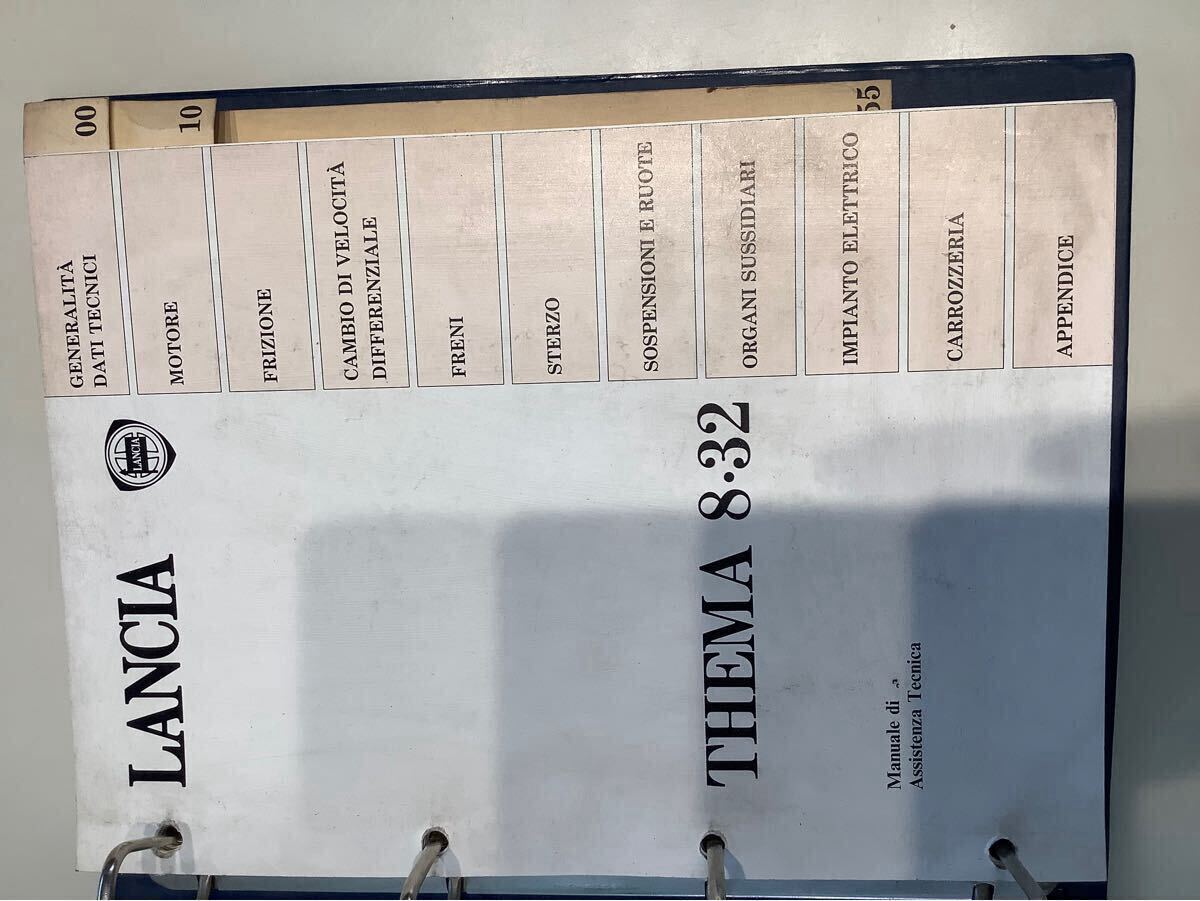 LANCIA
LANCIA
THEMA 8·32
Manuale di
Assistenza Tecnica
GENERALITÀ
DATI TECNICI
MOTORE
FRIZIONE
CAMBIO DI VELOCITÀ
DIFFERENZIALE
FRENI
STERZO
SOSPENSIONI E RUOTE
ORGANI SUSSIDIARI
IMPIANTO ELETTRICO
CARROZZERIA
APPENDICE
00
10
55